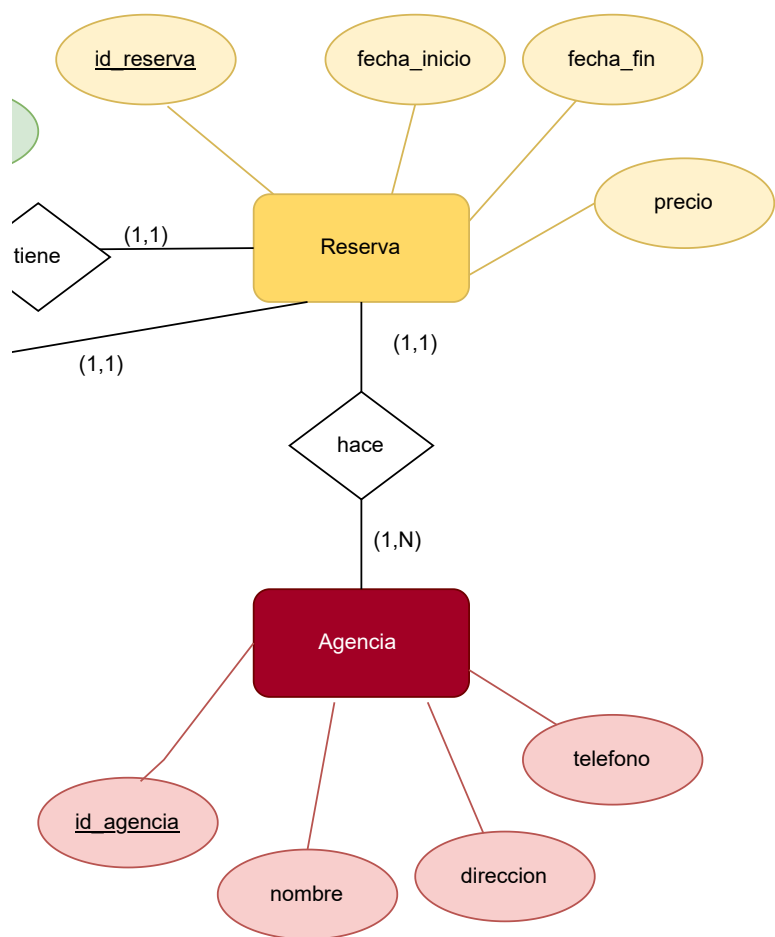 id_reserva
fecha_inicio
fecha_fin
precio
tiene
(1,1)
Reserva
(1,1)
(1,1)
hace
(1,N)
Agencia
telefono
id_agencia
direccion
nombre